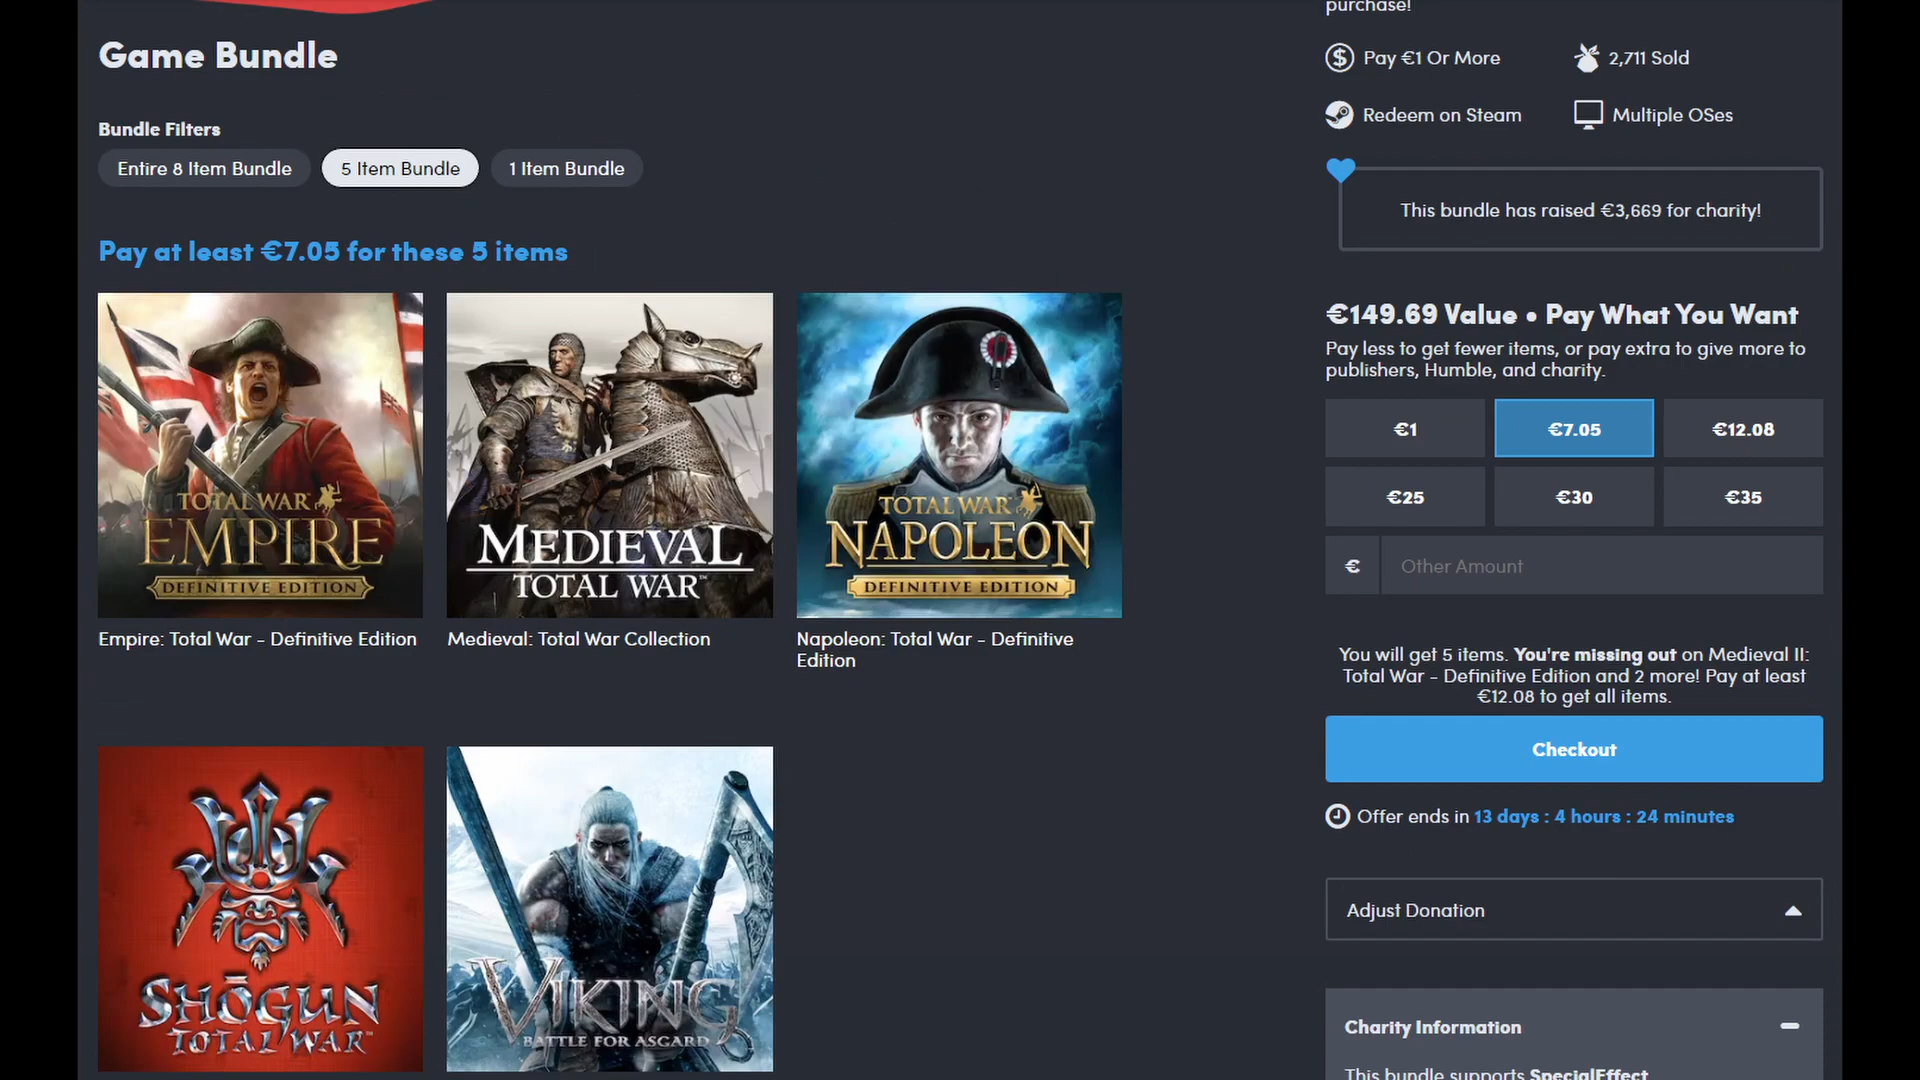 purchase!
Game Bundle
Pay €1 Or More
2,711 Sold
Redeem on Steam
Multiple OSes
Bundle Filters
Entire 8 Item Bundle
5 Item Bundle
1 Item Bundle
This bundle has raised €3,669 for charity!
Pay at least €7.05 for these 5 items
TOTAL WAR
EMPIRE
DEFINITIVE EDITION
MEDIEVAL
TOTAL WAR™
TOTAL WAR
NAPOLEON
DEFINITIVE EDITION
Empire: Total War - Definitive Edition
Medieval: Total War Collection
Napoleon: Total War - Definitive
Edition
SHŌGUN
TOTAL WAR™
VIKING
BATTLE FOR ASGARD
€149.69 Value • Pay What You Want
Pay less to get fewer items, or pay extra to give more to
publishers, Humble, and charity.
€1
€7.05
€12.08
€25
€30
€35
€
Other Amount
You will get 5 items. You're missing out on Medieval II:
Total War - Definitive Edition and 2 more! Pay at least
€12.08 to get all items.
Checkout
Offer ends in 13 days : 4 hours : 24 minutes
Adjust Donation
Charity Information
This bundle supports SpecialEffect